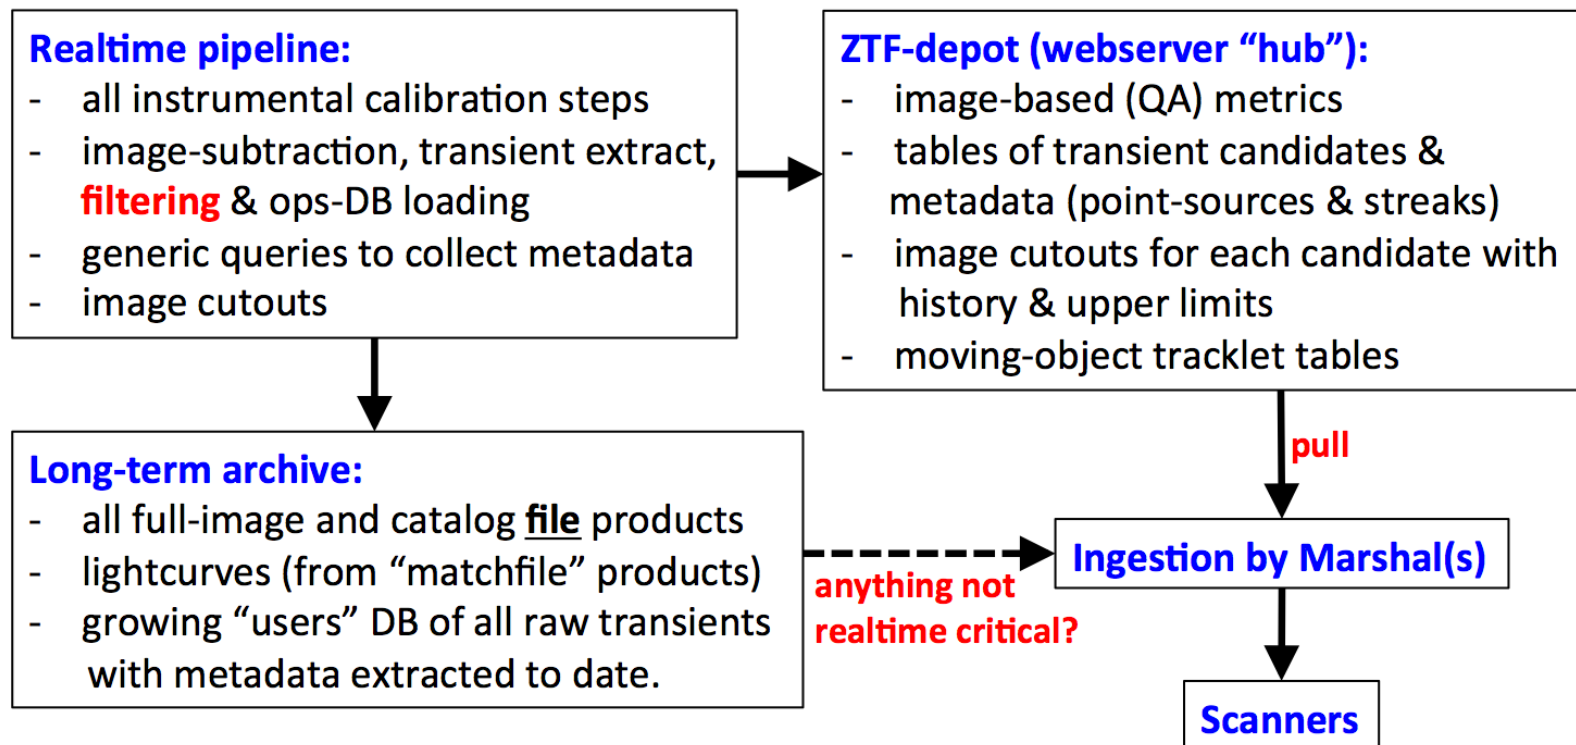 Realtime pipeline:
- all instrumental calibration steps
- image-subtraction, transient extract,
filtering & ops-DB loading
- generic queries to collect metadata
- image cutouts
ZTF-depot (webserver “hub”):
- image-based (QA) metrics
- tables of transient candidates &
metadata (point-sources & streaks)
- image cutouts for each candidate with
history & upper limits
- moving-object tracklet tables
pull
Long-term archive:
- all full-image and catalog file products
- lightcurves (from “matchfile” products)
- growing “users” DB of all raw transients
with metadata extracted to date.
anything not
realtime critical?
Ingestion by Marshal(s)
Scanners